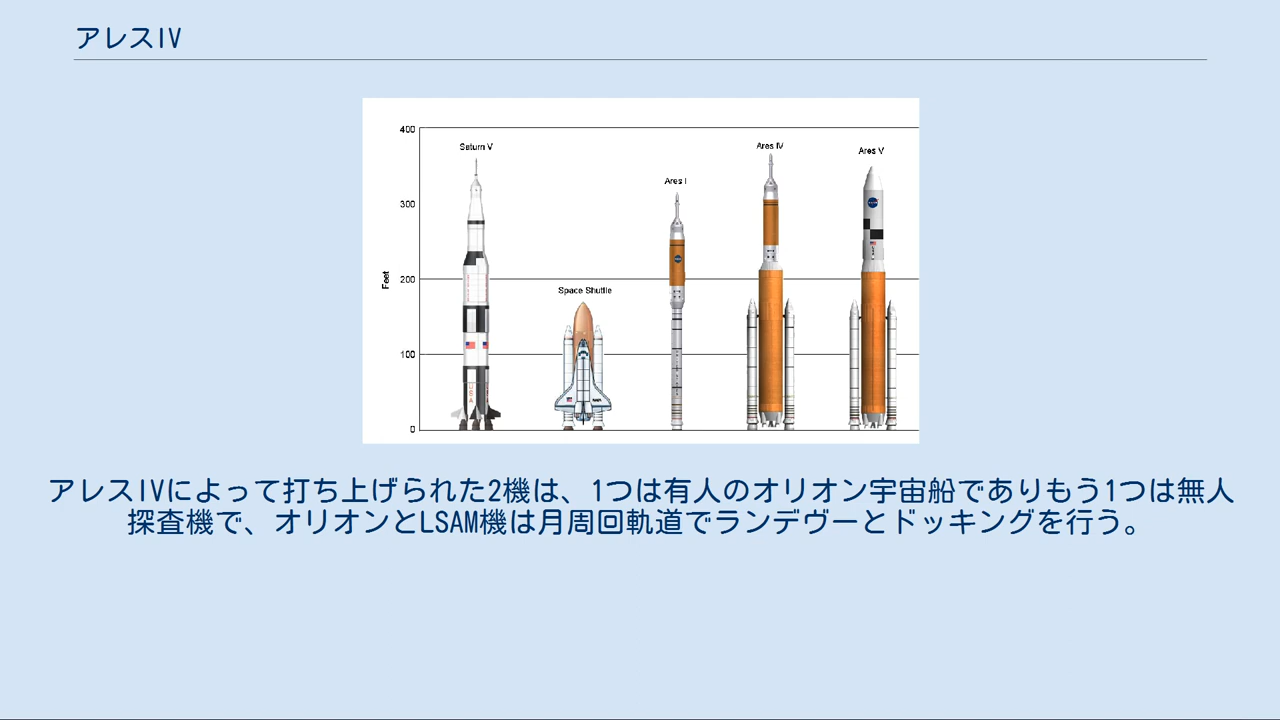 アレスIV
400
Saturn V
Ares IV
Ares V
Ares I
300
Feet
200
Space Shuttle
100
0
アレスIVによって打ち上げられた2機は、1つは有人のオリオン宇宙船でありもう1つは無人
探査機で、オリオンとLSAM機は月周回軌道でランデヴーとドッキングを行う。